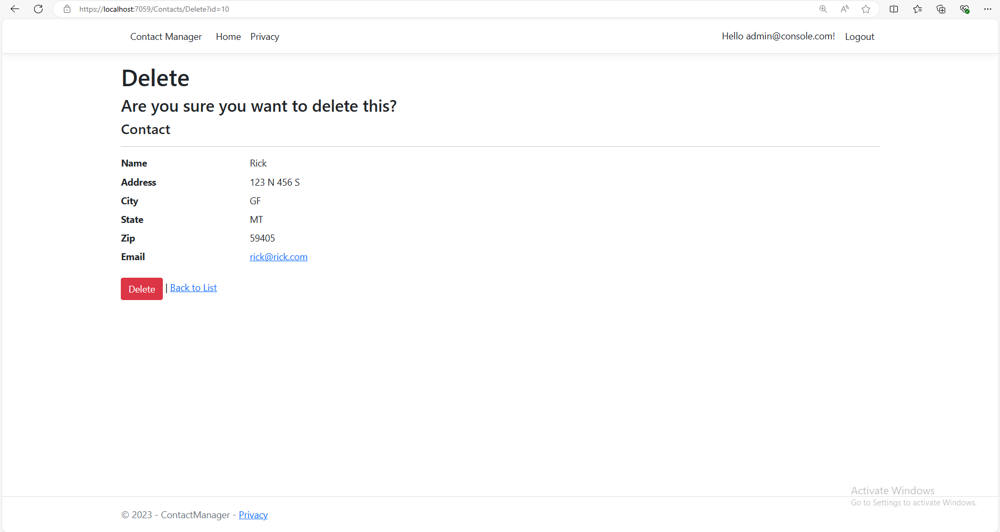 https://localhost:7059/Contacts/Delete?id=10
Contact Manager Home Privacy Hello admin@console.com! Logout
Delete
Are you sure you want to delete this?
Contact
Name Rick
Address 123 N 456 S
City GF
State MT
Zip 59405
Email rick@rick.com
Delete | Back to List
Activate Windows
Go to Settings to activate Windows.
© 2023 - ContactManager - Privacy